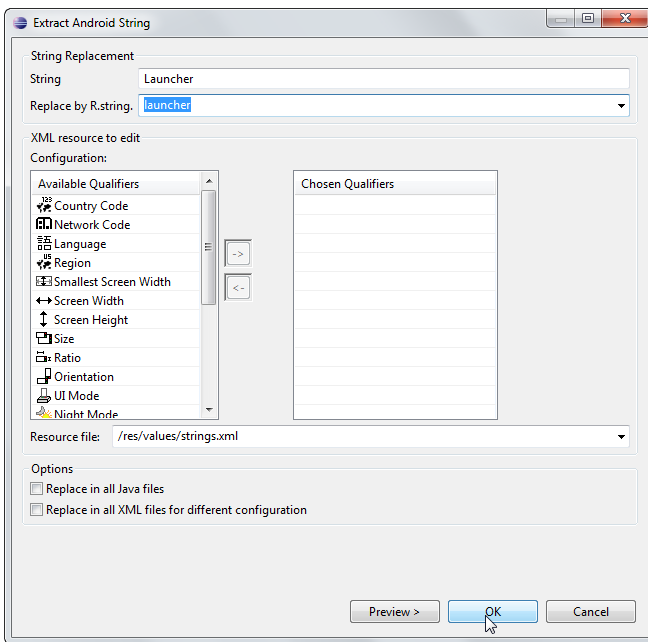 Extract Android String
String Replacement
String Launcher
Replace by R.string. launcher
XML resource to edit
Configuration:
Available Qualifiers
Chosen Qualifiers
123 Country Code
Network Code
Language
US Region
Smallest Screen Width
Screen Width
Screen Height
Size
Ratio
Orientation
UI Mode
Night Mode
->
<-
Resource file: /res/values/strings.xml
Options
Replace in all Java files
Replace in all XML files for different configuration
Preview > OK Cancel